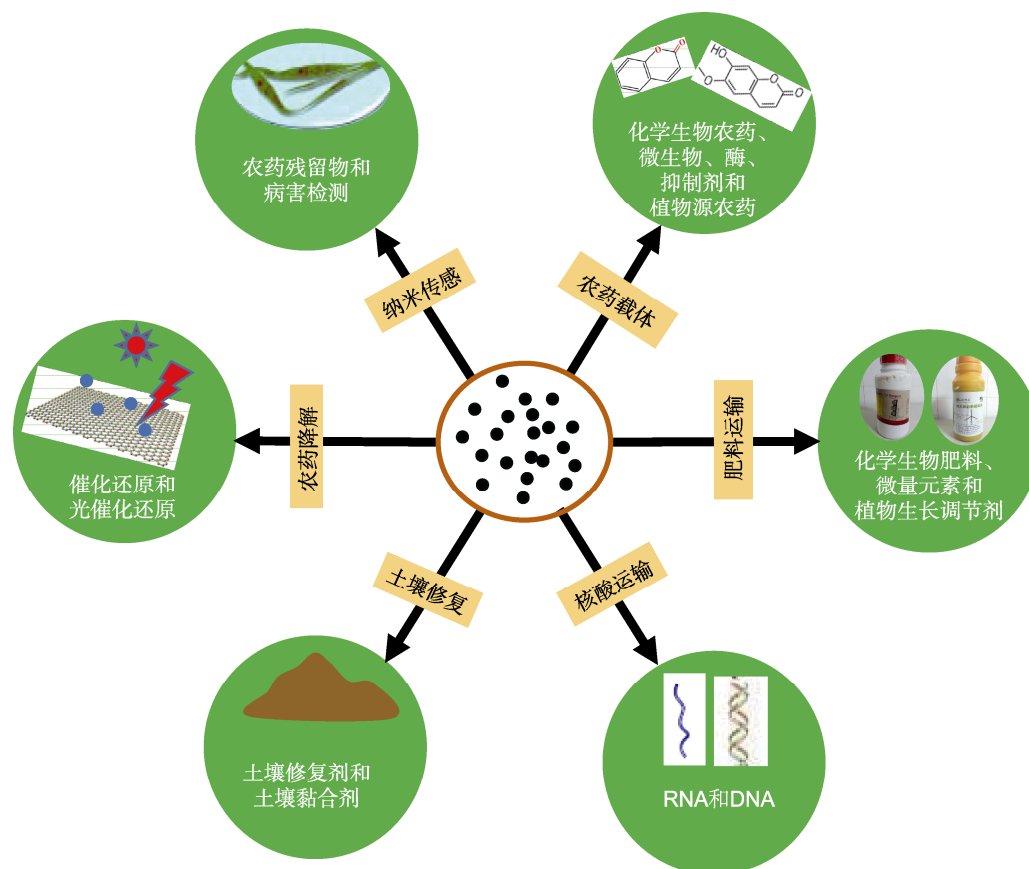 农药残留物和
病害检测
O
O
HO
O
O
O
化学生物农药、
微生物、酶、
抑制剂和
植物源农药
纳米传感
农药载体
催化还原和
光催化还原
农药降解
肥料运输
化学生物肥料、
微量元素和
植物生长调节剂
土壤修复
核酸运输
土壤修复剂和
土壤黏合剂
RNA和DNA